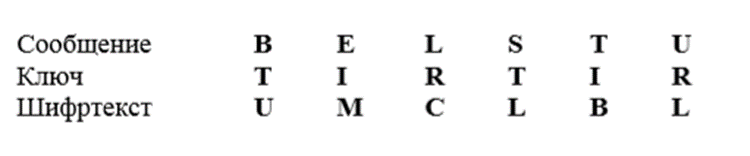 Сообщение B E L S T U
Ключ T I R T I R
Шифртекст U M C L B L